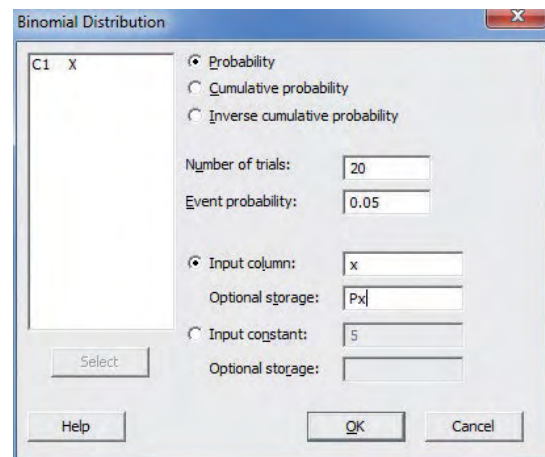 Binomial Distribution
X
C1 X
Probability
Cumulative probability
Inverse cumulative probability
Number of trials: 20
Event probability: 0.05
Input column: x
Optional storage: Px
Input constant: 5
Optional storage:
Select
Help OK Cancel